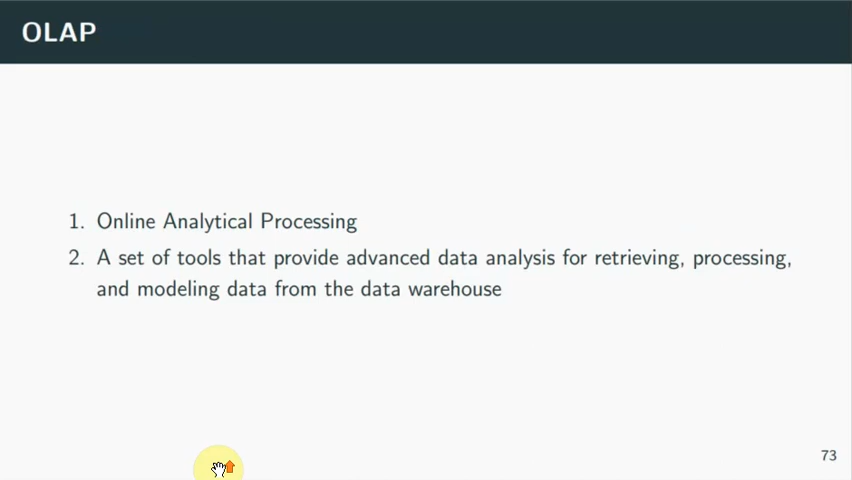 OLAP
1. Online Analytical Processing
2. A set of tools that provide advanced data analysis for retrieving, processing,
and modeling data from the data warehouse
73